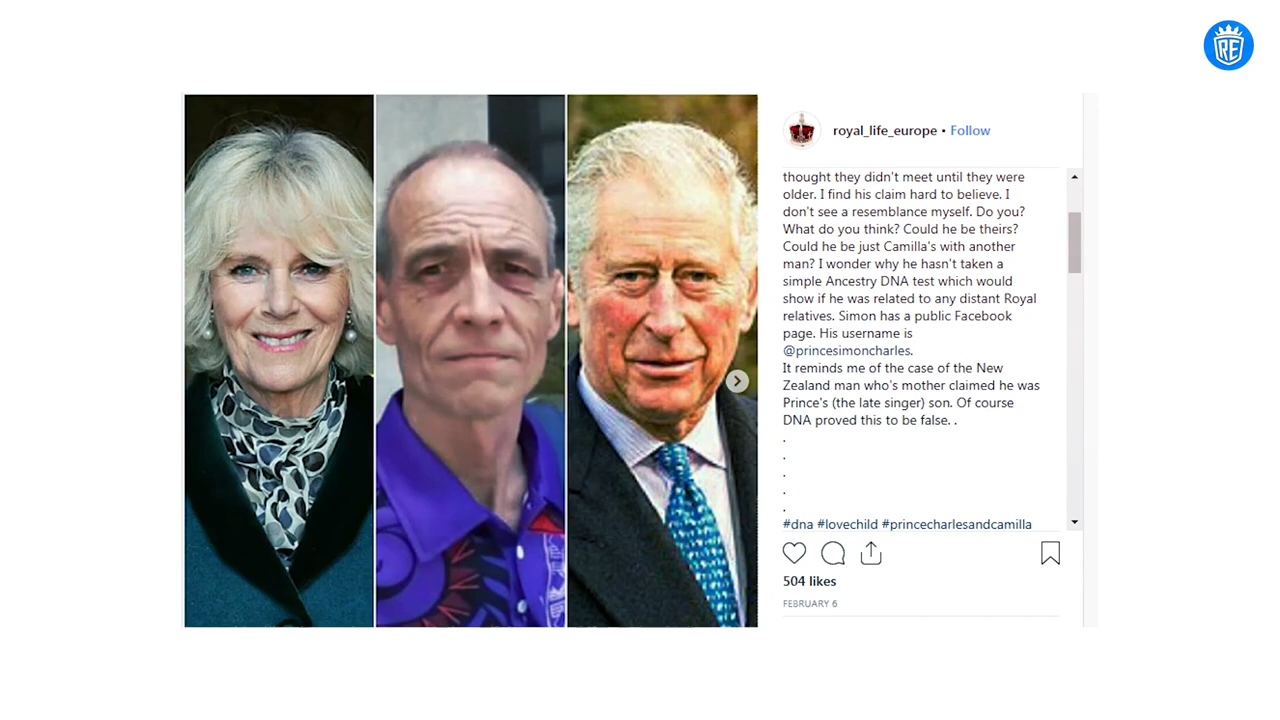 RE
royal_life_europe • Follow
thought they didn't meet until they were
older. I find his claim hard to believe. I
don't see a resemblance myself. Do you?
What do you think? Could he be theirs?
Could he be just Camilla's with another
man? I wonder why he hasn't taken a
simple Ancestry DNA test which would
show if he was related to any distant Royal
relatives. Simon has a public Facebook
page. His username is
@princesimoncharles.
It reminds me of the case of the New
Zealand man who's mother claimed he was
Prince's (the late singer) son. Of course
DNA proved this to be false. .
.
.
.
.
.
#dna #lovechild #princecharlesandcamilla
504 likes
FEBRUARY 6